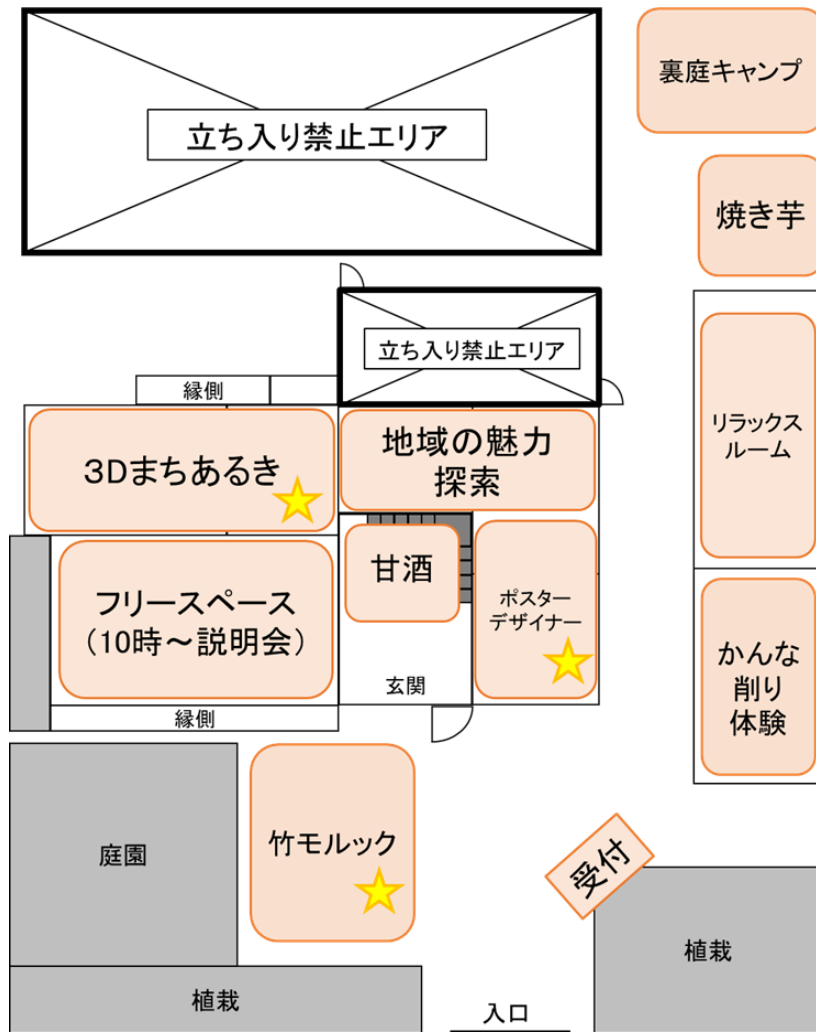 裏庭キャンプ
立ち入り禁止エリア
焼き芋
立ち入り禁止エリア
縁側
リラックス
ルーム
3Dまちあるき
地域の魅力
探索
甘酒
ポスター
デザイナー
フリースペース
(10時～説明会)
玄関
縁側
かんな
削り
体験
庭園
竹モルック
受付
植栽
植栽
入口